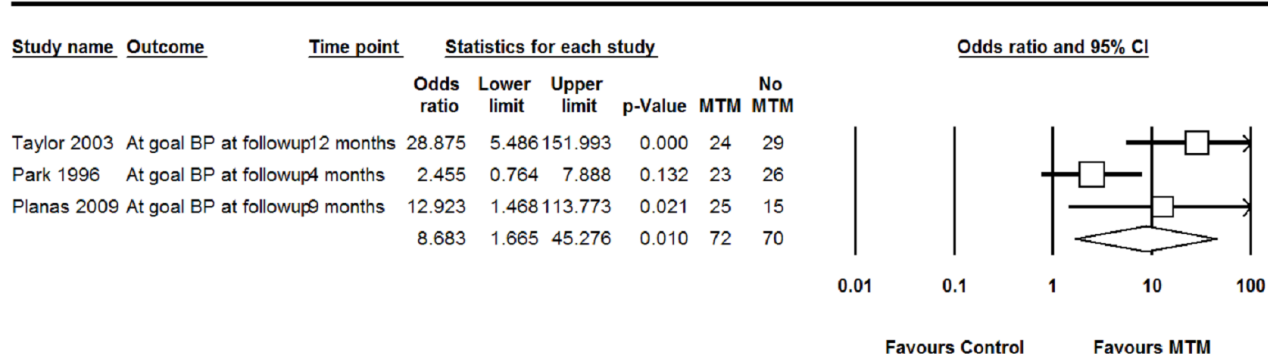 Study name Outcome Time point Statistics for each study Odds ratio and 95% CI
Odds Lower Upper No
ratio limit limit p-Value MTM MTM
Taylor 2003 At goal BP at followup12 months 28.875 5.486151.993 0.000 24 29
Park 1996 At goal BP at followup4 months 2.455 0.764 7.888 0.132 23 26
Planas 2009 At goal BP at followup9 months 12.923 1.468113.773 0.021 25 15
8.683 1.665 45.276 0.010 72 70
0.01 0.1 1 10 100
Favours Control Favours MTM